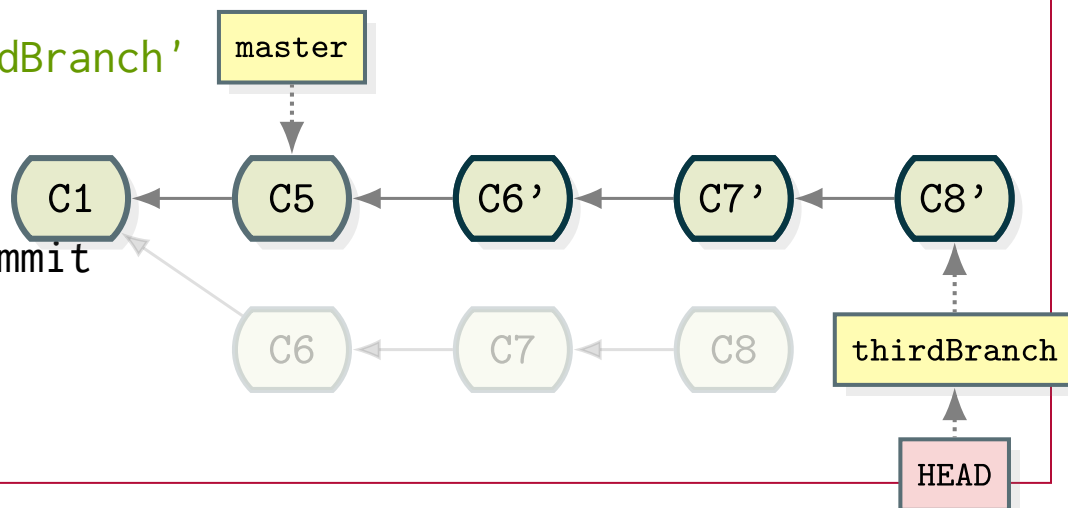 dBranch'
master
C1 C5 C6' C7' C8'
mmit
C6 C7 C8
thirdBranch
HEAD